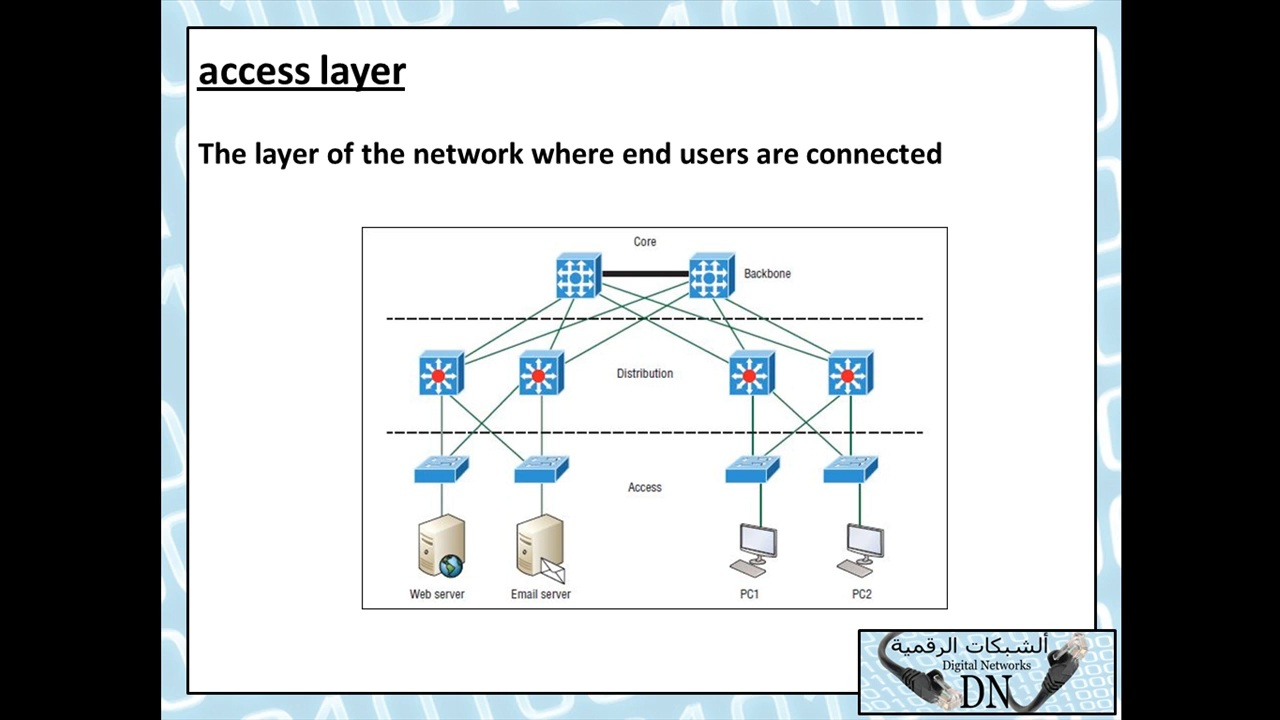 access layer
The layer of the network where end users are connected
Core
Backbone
Distribution
Access
Web server
Email server
PC1
PC2
ألشبكات الرقمية
Digital Networks
DN